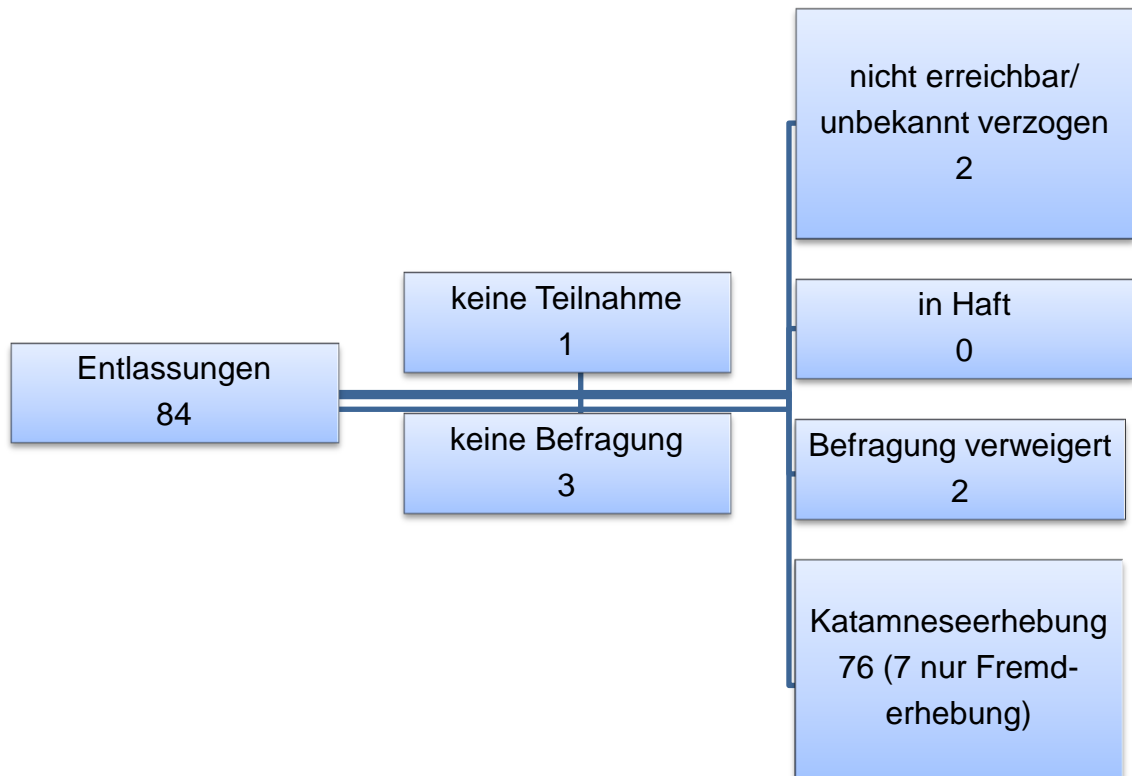 Entlassungen
84
keine Teilnahme
1
keine Befragung
3
nicht erreichbar/
unbekannt verzogen
2
in Haft
0
Befragung verweigert
2
Katamneseerhebung
76 (7 nur Fremd-
erhebung)